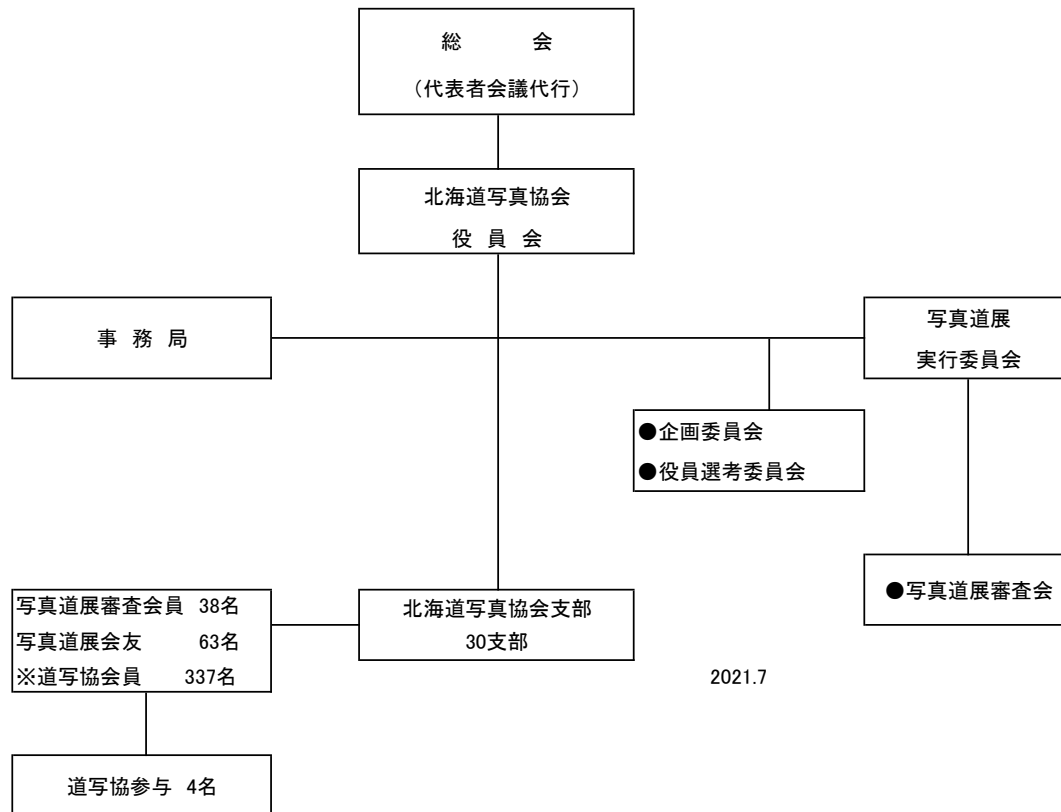 総　　　会
（代表者会議代行）
北海道写真協会
役 員 会
事 務 局
写真道展
実行委員会
●企画委員会
●役員選考委員会
●写真道展審査会
写真道展審査会員 38名
写真道展会友 63名
※道写協会員 337名
北海道写真協会支部
30支部
2021.7
道写協参与 4名